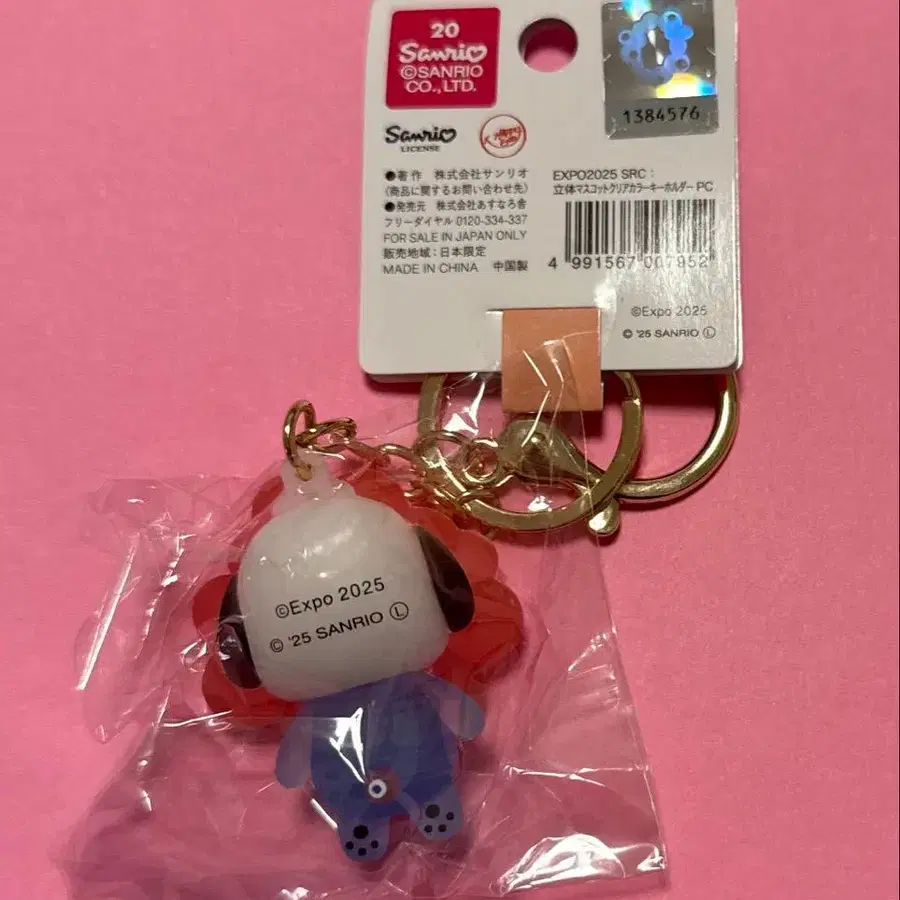 20
Sanrio
©SANRIO
CO., LTD.
1384576
Sanrio
LICENSE
●著作 株式会社サンリオ
(商品に関するお問い合わせ先)
●発売元 株式会社あすなろ舎
フリーダイヤル 0120-334-337
FOR SALE IN JAPAN ONLY
販売地域：日本限定
MADE IN CHINA 中国製
EXPO2025 SRC：
立体マスコットクリアカラーキーホルダー PC
4 991567 007952
©Expo 2025
© '25 SANRIO Ⓛ
©Expo 2025
© '25 SANRIO Ⓛ